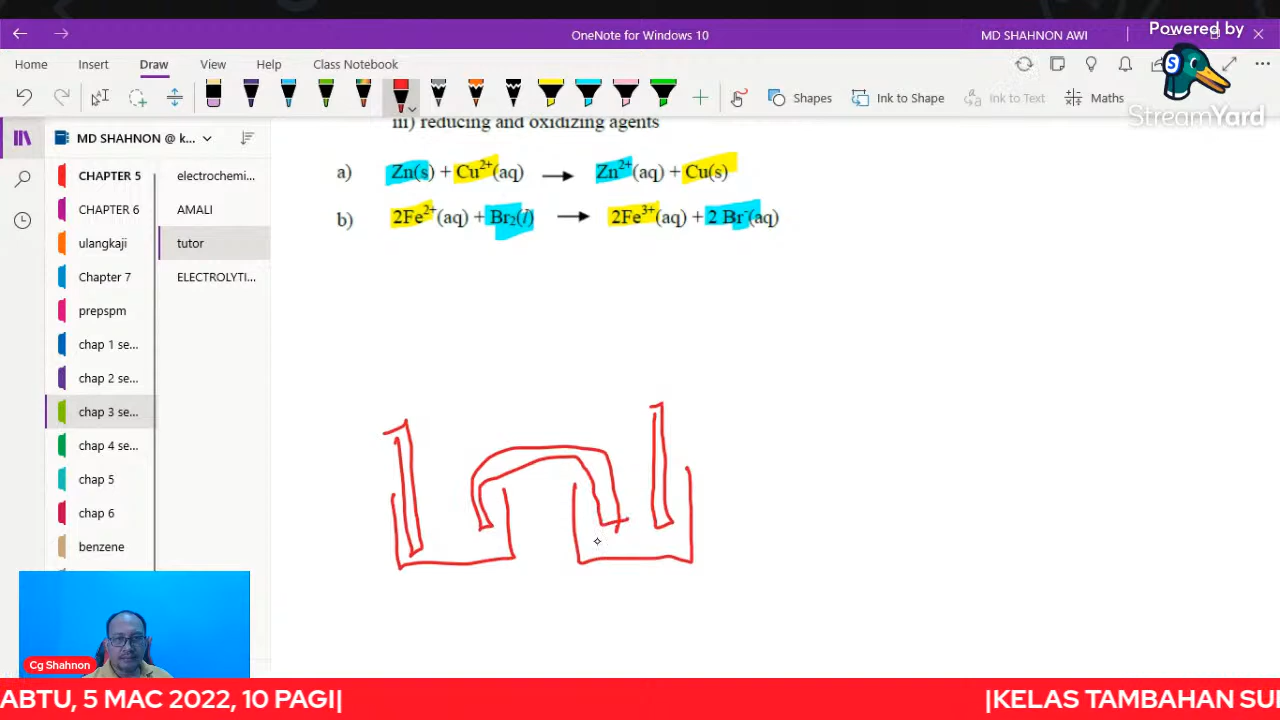 OneNote for Windows 10
MD SHAHNON AWI
Powered by
Home Insert Draw View Help Class Notebook
Shapes Ink to Shape Ink to Text Maths
StreamYard
MD SHAHNON @ k...
CHAPTER 5
CHAPTER 6
ulangkaji
Chapter 7
prepspm
chap 1 se...
chap 2 se...
chap 3 se...
chap 4 se...
chap 5
chap 6
benzene
electrochemi...
AMALI
tutor
ELECTROLYTI...
iii) reducing and oxidizing agents
a) Zn(s) + Cu²⁺(aq) → Zn²⁺(aq) + Cu(s)
b) 2Fe²⁺(aq) + Br₂(l) → 2Fe³⁺(aq) + 2 Br⁻(aq)
Cg Shahnon
ABTU, 5 MAC 2022, 10 PAGI| |KELAS TAMBAHAN SU